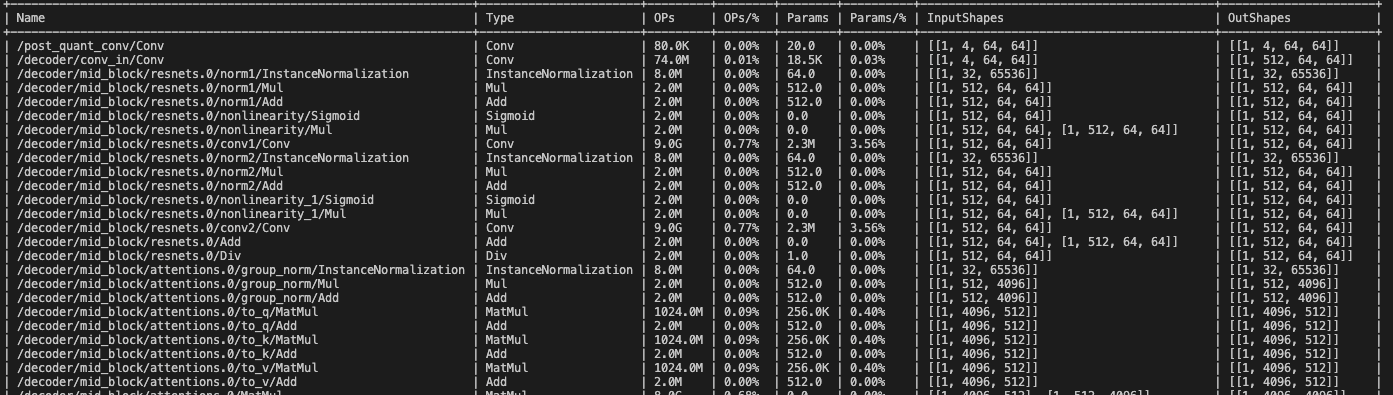 | Name | Type | OPs | OPs/% | Params | Params/% | InputShapes | OutShapes |
| /post_quant_conv/Conv | Conv | 80.0K | 0.00% | 20.0 | 0.00% | [[1, 4, 64, 64]] | [[1, 4, 64, 64]] |
| /decoder/conv_in/Conv | Conv | 74.0M | 0.01% | 18.5K | 0.03% | [[1, 4, 64, 64]] | [[1, 512, 64, 64]] |
| /decoder/mid_block/resnets.0/norm1/InstanceNormalization | InstanceNormalization | 8.0M | 0.00% | 64.0 | 0.00% | [[1, 32, 65536]] | [[1, 32, 65536]] |
| /decoder/mid_block/resnets.0/norm1/Mul | Mul | 2.0M | 0.00% | 512.0 | 0.00% | [[1, 512, 64, 64]] | [[1, 512, 64, 64]] |
| /decoder/mid_block/resnets.0/norm1/Add | Add | 2.0M | 0.00% | 512.0 | 0.00% | [[1, 512, 64, 64]] | [[1, 512, 64, 64]] |
| /decoder/mid_block/resnets.0/nonlinearity/Sigmoid | Sigmoid | 2.0M | 0.00% | 0.0 | 0.00% | [[1, 512, 64, 64]] | [[1, 512, 64, 64]] |
| /decoder/mid_block/resnets.0/nonlinearity/Mul | Mul | 2.0M | 0.00% | 0.0 | 0.00% | [[1, 512, 64, 64], [1, 512, 64, 64]] | [[1, 512, 64, 64]] |
| /decoder/mid_block/resnets.0/conv1/Conv | Conv | 9.0G | 0.77% | 2.3M | 3.56% | [[1, 512, 64, 64]] | [[1, 512, 64, 64]] |
| /decoder/mid_block/resnets.0/norm2/InstanceNormalization | InstanceNormalization | 8.0M | 0.00% | 64.0 | 0.00% | [[1, 32, 65536]] | [[1, 32, 65536]] |
| /decoder/mid_block/resnets.0/norm2/Mul | Mul | 2.0M | 0.00% | 512.0 | 0.00% | [[1, 512, 64, 64]] | [[1, 512, 64, 64]] |
| /decoder/mid_block/resnets.0/norm2/Add | Add | 2.0M | 0.00% | 512.0 | 0.00% | [[1, 512, 64, 64]] | [[1, 512, 64, 64]] |
| /decoder/mid_block/resnets.0/nonlinearity_1/Sigmoid | Sigmoid | 2.0M | 0.00% | 0.0 | 0.00% | [[1, 512, 64, 64]] | [[1, 512, 64, 64]] |
| /decoder/mid_block/resnets.0/nonlinearity_1/Mul | Mul | 2.0M | 0.00% | 0.0 | 0.00% | [[1, 512, 64, 64], [1, 512, 64, 64]] | [[1, 512, 64, 64]] |
| /decoder/mid_block/resnets.0/conv2/Conv | Conv | 9.0G | 0.77% | 2.3M | 3.56% | [[1, 512, 64, 64]] | [[1, 512, 64, 64]] |
| /decoder/mid_block/resnets.0/Add | Add | 2.0M | 0.00% | 0.0 | 0.00% | [[1, 512, 64, 64], [1, 512, 64, 64]] | [[1, 512, 64, 64]] |
| /decoder/mid_block/resnets.0/Div | Div | 2.0M | 0.00% | 1.0 | 0.00% | [[1, 512, 64, 64]] | [[1, 512, 64, 64]] |
| /decoder/mid_block/attentions.0/group_norm/InstanceNormalization | InstanceNormalization | 8.0M | 0.00% | 64.0 | 0.00% | [[1, 32, 65536]] | [[1, 32, 65536]] |
| /decoder/mid_block/attentions.0/group_norm/Mul | Mul | 2.0M | 0.00% | 512.0 | 0.00% | [[1, 512, 4096]] | [[1, 512, 4096]] |
| /decoder/mid_block/attentions.0/group_norm/Add | Add | 2.0M | 0.00% | 512.0 | 0.00% | [[1, 512, 4096]] | [[1, 512, 4096]] |
| /decoder/mid_block/attentions.0/to_q/MatMul | MatMul | 1024.0M | 0.09% | 256.0K | 0.40% | [[1, 4096, 512]] | [[1, 4096, 512]] |
| /decoder/mid_block/attentions.0/to_q/Add | Add | 2.0M | 0.00% | 512.0 | 0.00% | [[1, 4096, 512]] | [[1, 4096, 512]] |
| /decoder/mid_block/attentions.0/to_k/MatMul | MatMul | 1024.0M | 0.09% | 256.0K | 0.40% | [[1, 4096, 512]] | [[1, 4096, 512]] |
| /decoder/mid_block/attentions.0/to_k/Add | Add | 2.0M | 0.00% | 512.0 | 0.00% | [[1, 4096, 512]] | [[1, 4096, 512]] |
| /decoder/mid_block/attentions.0/to_v/MatMul | MatMul | 1024.0M | 0.09% | 256.0K | 0.40% | [[1, 4096, 512]] | [[1, 4096, 512]] |
| /decoder/mid_block/attentions.0/to_v/Add | Add | 2.0M | 0.00% | 512.0 | 0.00% | [[1, 4096, 512]] | [[1, 4096, 512]] |